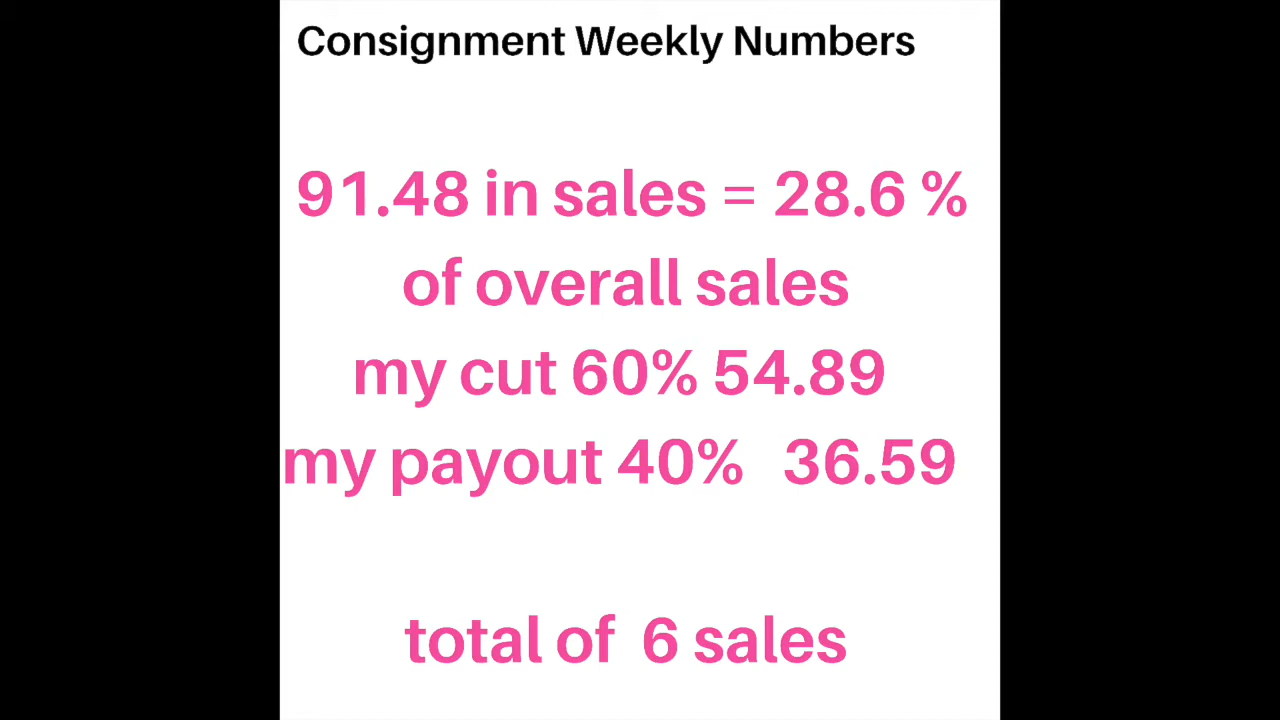 Consignment Weekly Numbers
91.48 in sales = 28.6 %
of overall sales
my cut 60% 54.89
my payout 40% 36.59
total of 6 sales